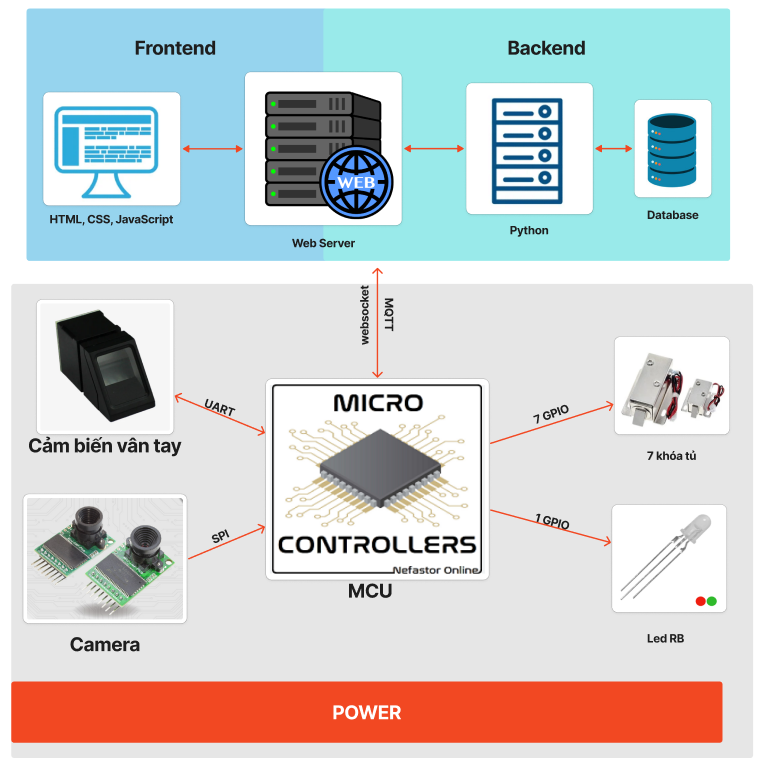 Frontend
Backend
WEB
HTML, CSS, JavaScript
Web Server
Python
Database
websocket
MQTT
UART
Cảm biến vân tay
MICRO
CONTROLLERS
Nefastor Online
MCU
7 GPIO
7 khóa tủ
SPI
1 GPIO
Camera
Led RB
POWER